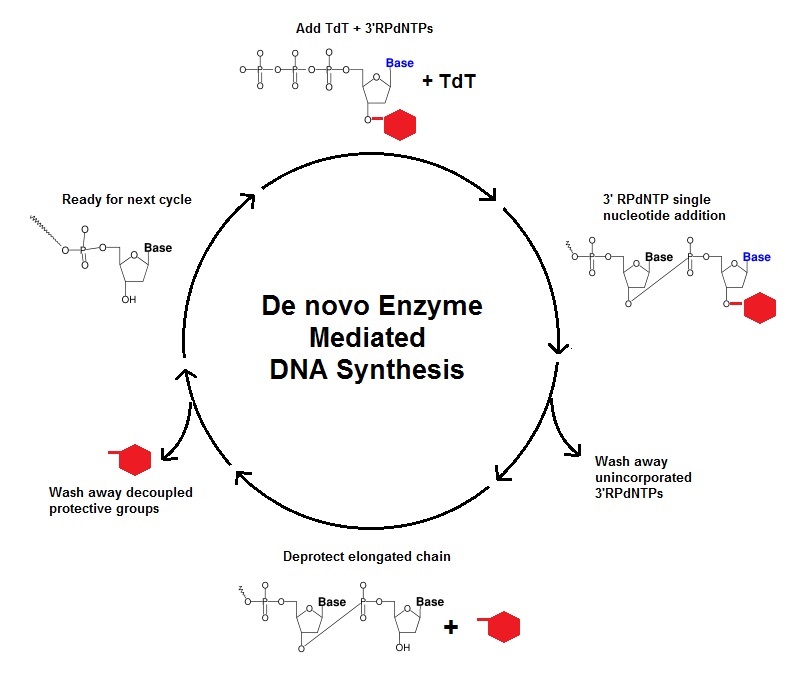 Add TdT + 3'RPdNTPs
O O O
O P O P O P O Base
O O O O
+ TdT
O
Ready for next cycle
O
O P O Base
O O
OH
3' RPdNTP single
nucleotide addition
O O
O P O Base P O Base
O O O O
O O
De novo Enzyme
Mediated
DNA Synthesis
Wash away
unincorporated
3'RPdNTPs
Wash away decoupled
protective groups
Deprotect elongated chain
O O
O P O Base P O Base
O O O O
O OH
+